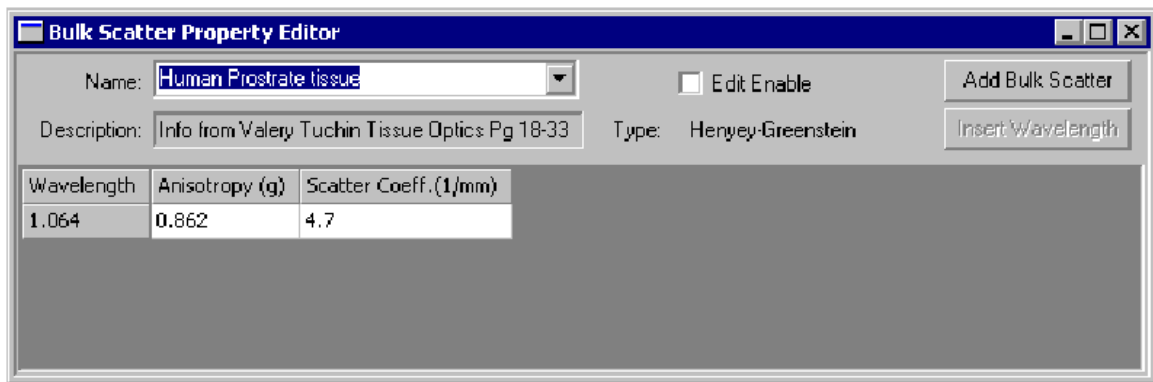 Bulk Scatter Property Editor
Name: Human Prostrate tissue Edit Enable Add Bulk Scatter
Description: Info from Valery Tuchin Tissue Optics Pg 18-33 Type: Henyey-Greenstein Insert Wavelength
Wavelength Anisotropy (g) Scatter Coeff.(1/mm)
1.064 0.862 4.7